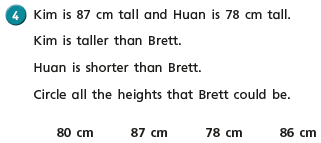 4 Kim is 87 cm tall and Huan is 78 cm tall.
Kim is taller than Brett.
Huan is shorter than Brett.
Circle all the heights that Brett could be.
80 cm 87 cm 78 cm 86 cm